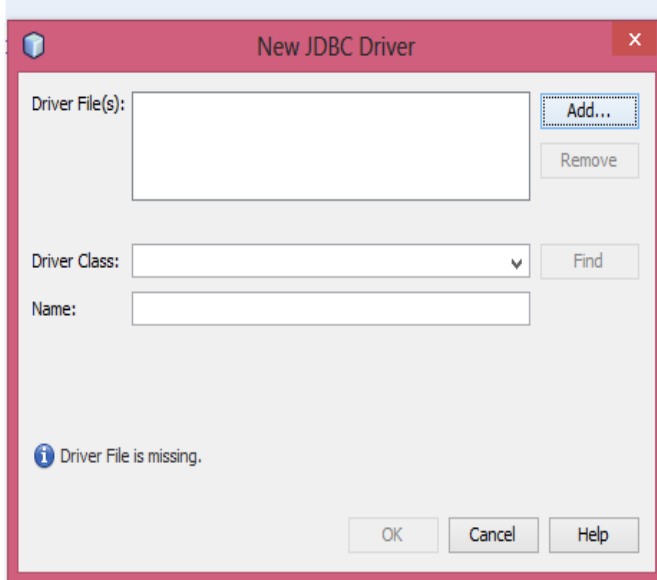 New JDBC Driver
x
Driver File(s):
Add...
Remove
Driver Class:
Find
Name:
Driver File is missing.
OK Cancel Help